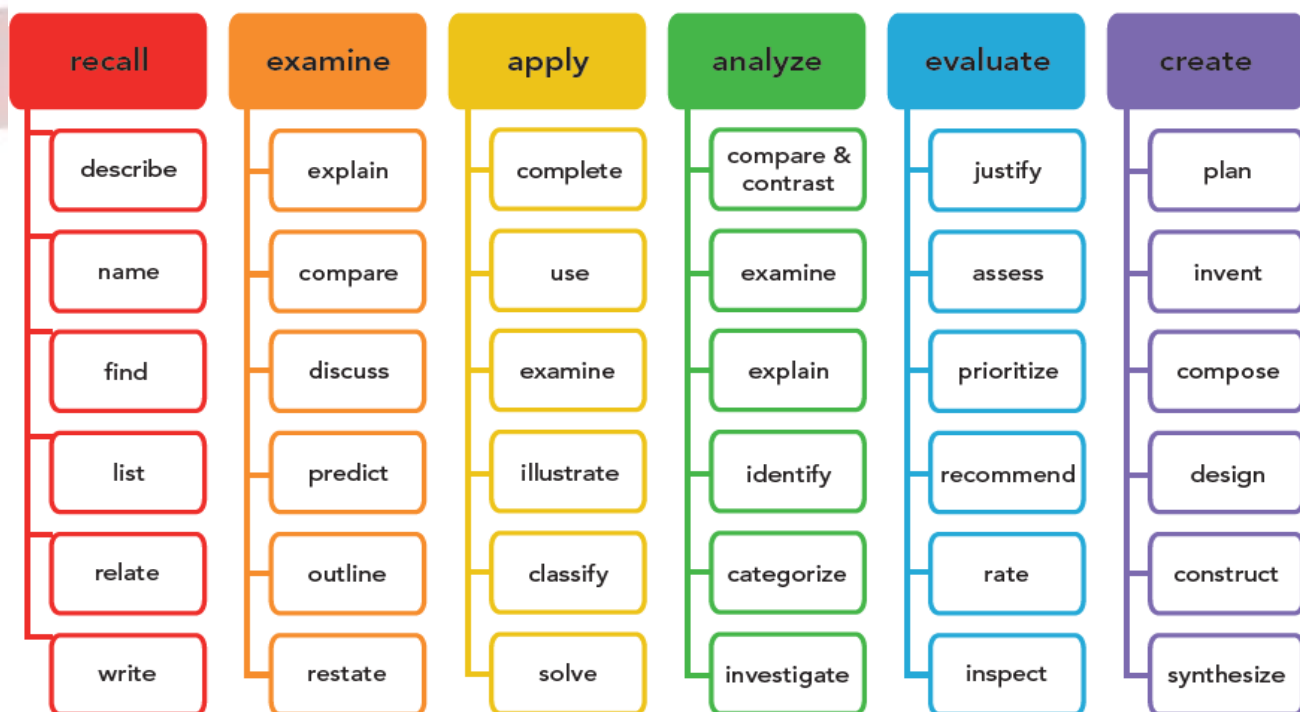 recall
describe
name
find
list
relate
write
examine
explain
compare
discuss
predict
outline
restate
apply
complete
use
examine
illustrate
classify
solve
analyze
compare &
contrast
examine
explain
identify
categorize
investigate
evaluate
justify
assess
prioritize
recommend
rate
inspect
create
plan
invent
compose
design
construct
synthesize